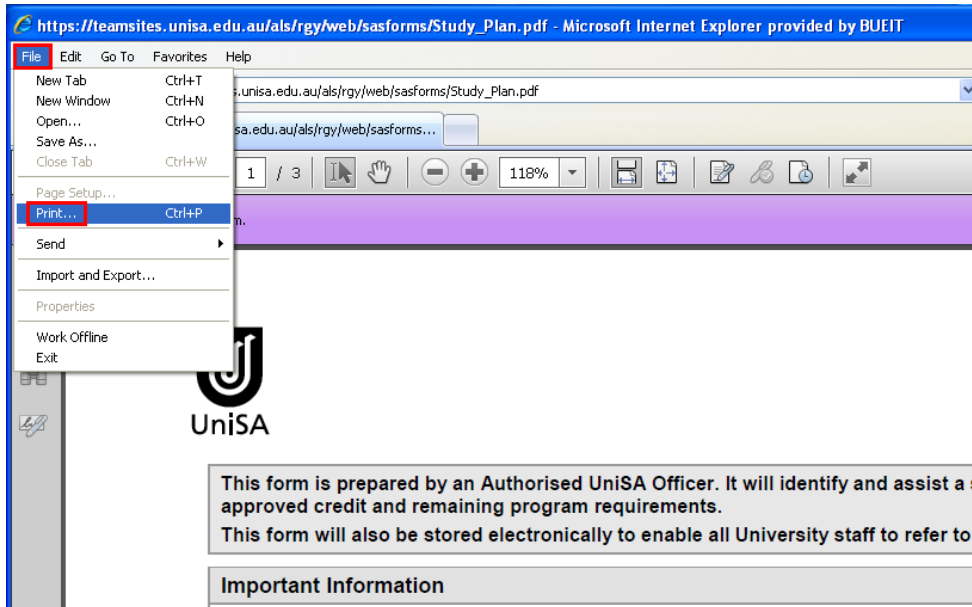 https://teamsites.unisa.edu.au/als/rgy/web/sasforms/Study_Plan.pdf - Microsoft Internet Explorer provided by BUEIT
File Edit Go To Favorites Help
.unisa.edu.au/als/rgy/web/sasforms/Study_Plan.pdf
sa.edu.au/als/rgy/web/sasforms...
New Tab Ctrl+T
New Window Ctrl+N
Open... Ctrl+O
Save As...
Close Tab Ctrl+W
Page Setup...
Print... Ctrl+P
Send
Import and Export...
Properties
Work Offline
Exit
1 / 3 118%
m.
UniSA
This form is prepared by an Authorised UniSA Officer. It will identify and assist a
approved credit and remaining program requirements.
This form will also be stored electronically to enable all University staff to refer to
Important Information